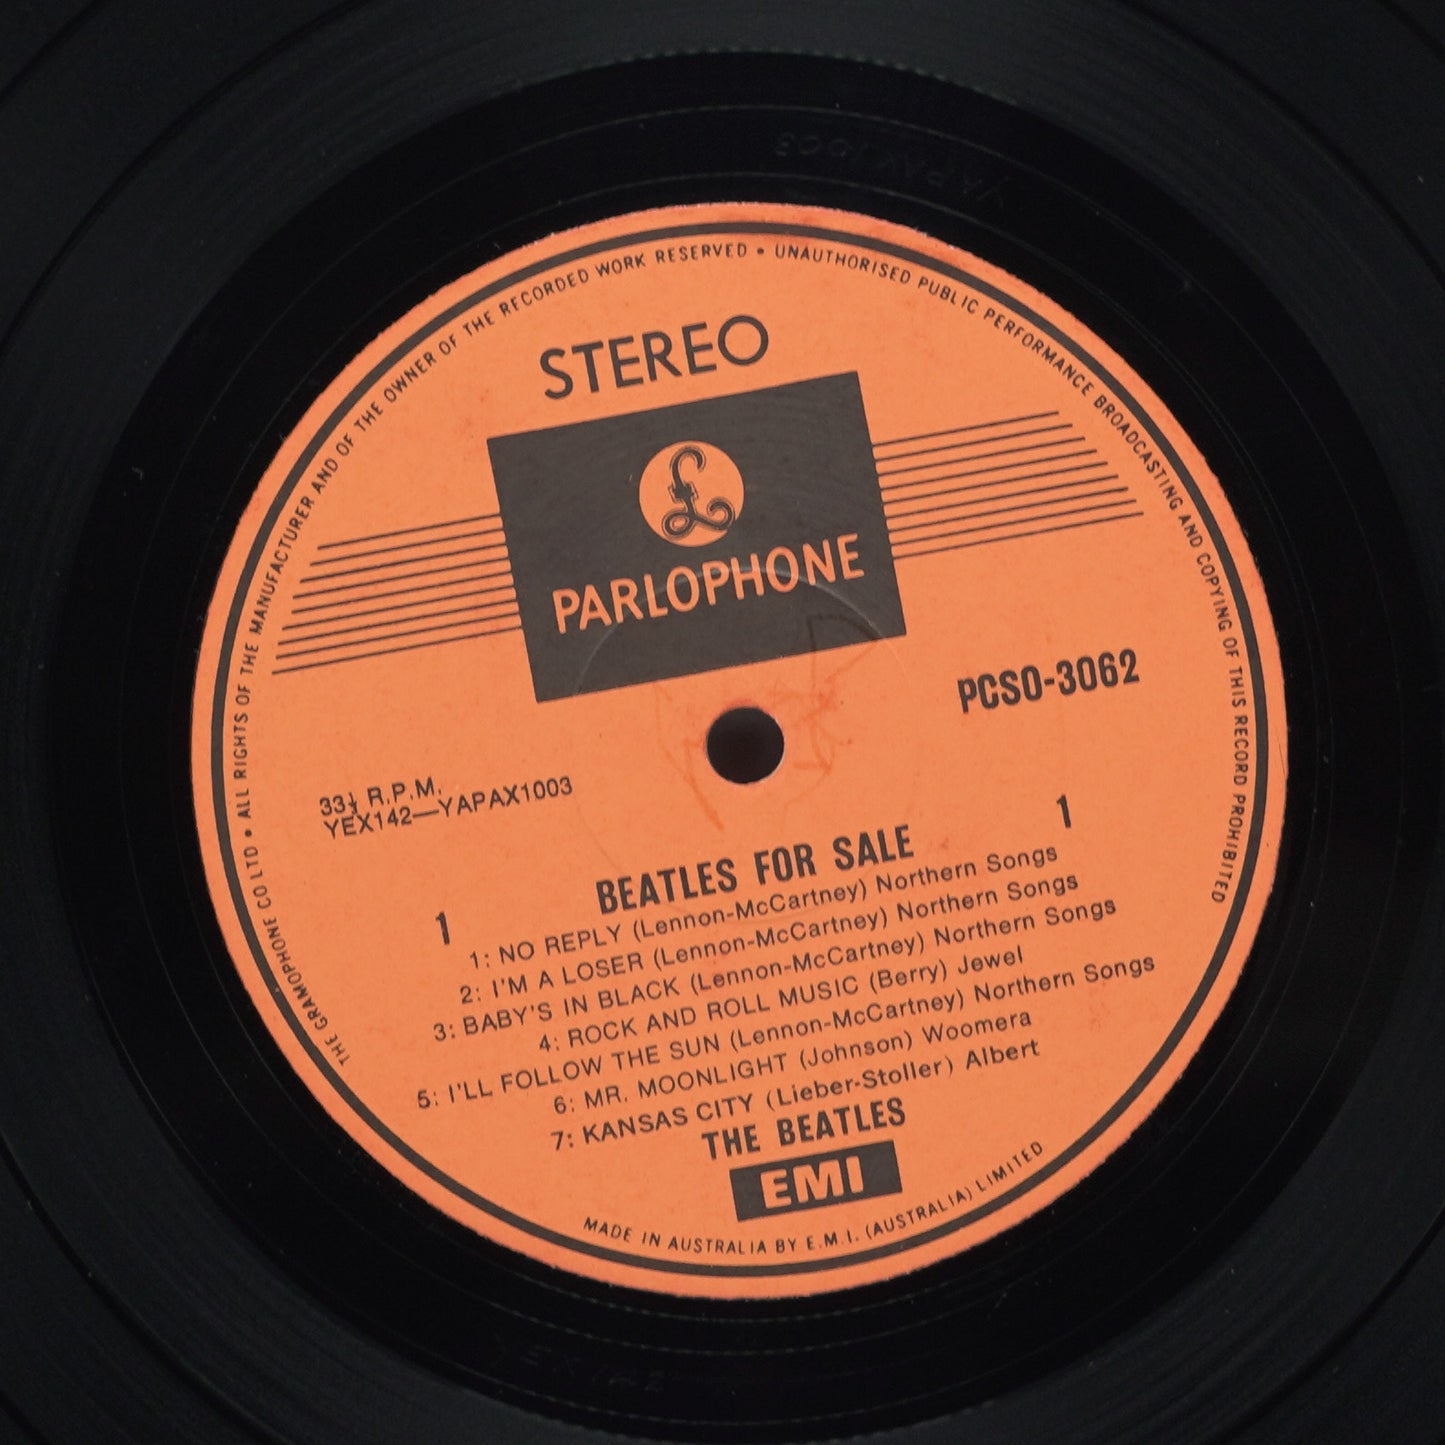 THE GRAMOPHONE CO LTD • ALL RIGHTS OF THE MANUFACTURER AND OF THE OWNER OF THE RECORDED WORK RESERVED • UNAUTHORISED PUBLIC PERFORMANCE BROADCASTING AND COPYING OF THIS RECORD PROHIBITED
STEREO
£
PARLOPHONE
PCSO-3062
33⅓ R.P.M.
YEX142—YAPAX1003
1
BEATLES FOR SALE
1
1: NO REPLY (Lennon-McCartney) Northern Songs
2: I'M A LOSER (Lennon-McCartney) Northern Songs
3: BABY'S IN BLACK (Lennon-McCartney) Northern Songs
4: ROCK AND ROLL MUSIC (Berry) Jewel
5: I'LL FOLLOW THE SUN (Lennon-McCartney) Northern Songs
6: MR. MOONLIGHT (Johnson) Woomera
7: KANSAS CITY (Lieber-Stoller) Albert
THE BEATLES
EMI
MADE IN AUSTRALIA BY E.M.I. (AUSTRALIA) LIMITED